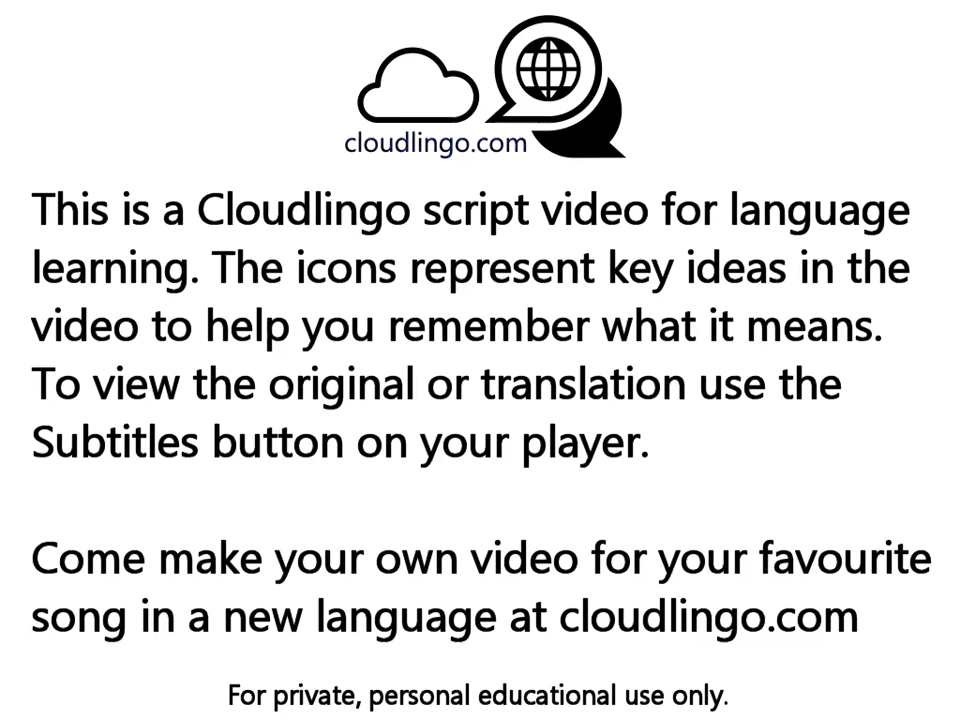 cloudlingo.com
This is a Cloudlingo script video for language
learning. The icons represent key ideas in the
video to help you remember what it means.
To view the original or translation use the
Subtitles button on your player.
Come make your own video for your favourite
song in a new language at cloudlingo.com
For private, personal educational use only.